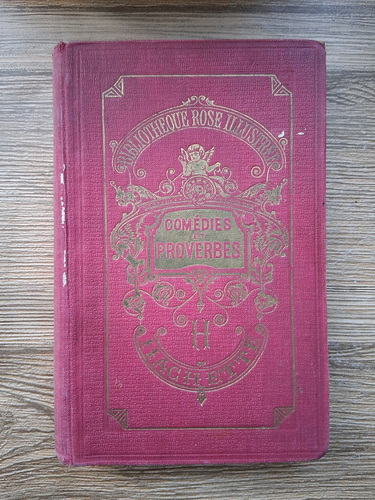 BIBLIOTHÈQUE ROSE ILLUSTRÉE
COMÉDIES
ET
PROVERBES
H
HACHETTE